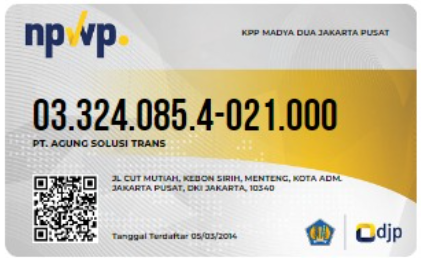 npwp.
KPP MADYA DUA JAKARTA PUSAT
03.324.085.4-021.000
PT. AGUNG SOLUSI TRANS
JL CUT MUTIAH, KEBON SIRIH, MENTENG, KOTA ADM.
JAKARTA PUSAT, DKI JAKARTA, 10340
Tanggal Terdaftar 05/03/2014
djp